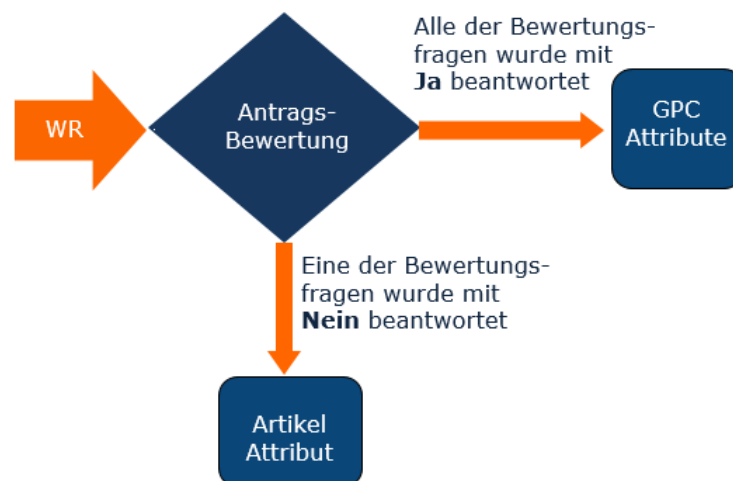 Alle der Bewertungs-
fragen wurde mit
Ja beantwortet
WR
Antrags-
Bewertung
GPC
Attribute
Eine der Bewertungs-
fragen wurde mit
Nein beantwortet
Artikel
Attribut